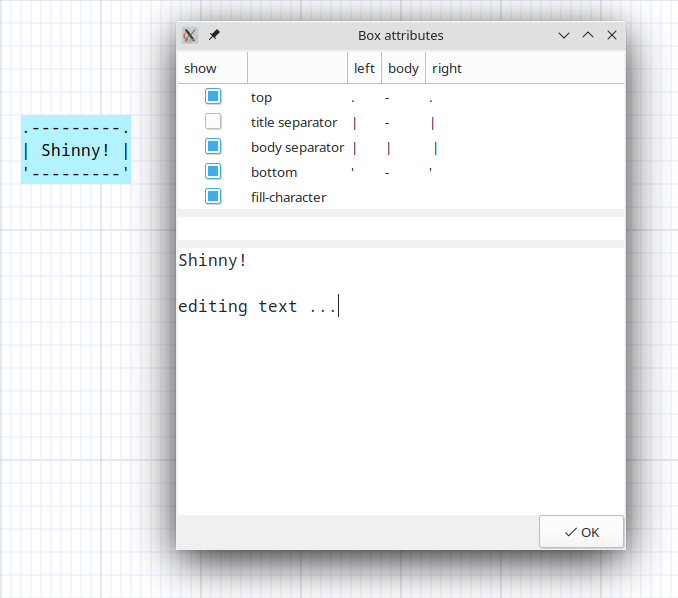 Box attributes
show left body right
top . - .
title separator | - |
body separator | | |
bottom ' - '
fill-character
.---------.
| Shinny! |
'---------'
Shinny!
editing text ...
OK